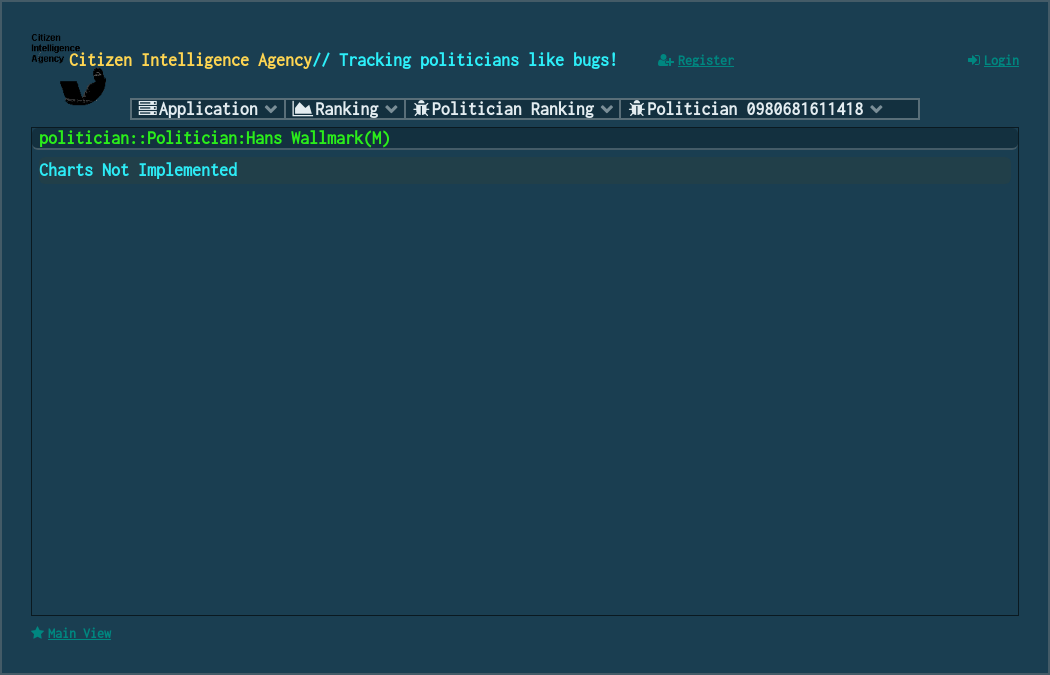 Citizen
Intelligence
Agency
Citizen Intelligence Agency// Tracking politicians like bugs!
Register
Login
Application
Ranking
Politician Ranking
Politician 0980681611418
politician::Politician:Hans Wallmark(M)
Charts Not Implemented
Main View